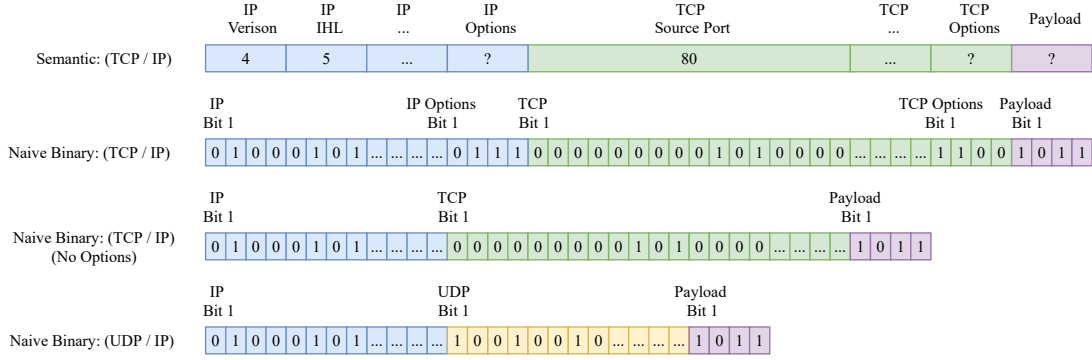 IP Verison
IP IHL
IP ...
IP Options
TCP Source Port
TCP ...
TCP Options
Payload
Semantic: (TCP / IP)
4 5 ... ? 80 ... ? ?
IP Bit 1
IP Options Bit 1
TCP Bit 1
TCP Options Bit 1
Payload Bit 1
Naive Binary: (TCP / IP)
0 1 0 0 0 1 0 1 ... ... ... ... 0 1 1 1 0 0 0 0 0 0 0 0 0 1 0 1 0 0 0 0 ... ... ... ... 1 1 0 0 1 0 1 1
IP Bit 1
TCP Bit 1
Payload Bit 1
Naive Binary: (TCP / IP)
(No Options)
0 1 0 0 0 1 0 1 ... ... ... ... 0 0 0 0 0 0 0 0 0 1 0 1 0 0 0 0 ... ... ... ... 1 0 1 1
IP Bit 1
UDP Bit 1
Payload Bit 1
Naive Binary: (UDP / IP)
0 1 0 0 0 1 0 1 ... ... ... ... 1 0 0 1 0 0 1 0 ... ... ... ... 1 0 1 1